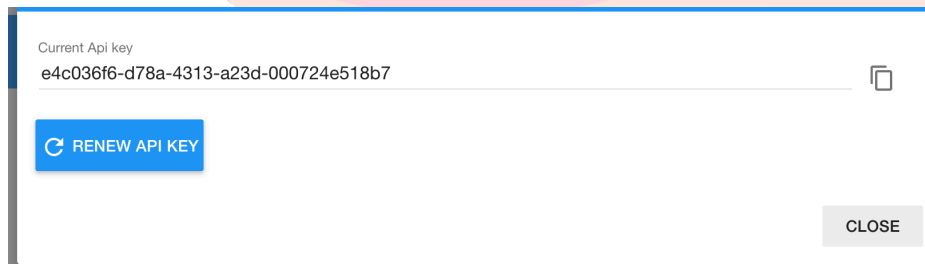 Current Api key
e4c036f6-d78a-4313-a23d-000724e518b7
RENEW API KEY
CLOSE